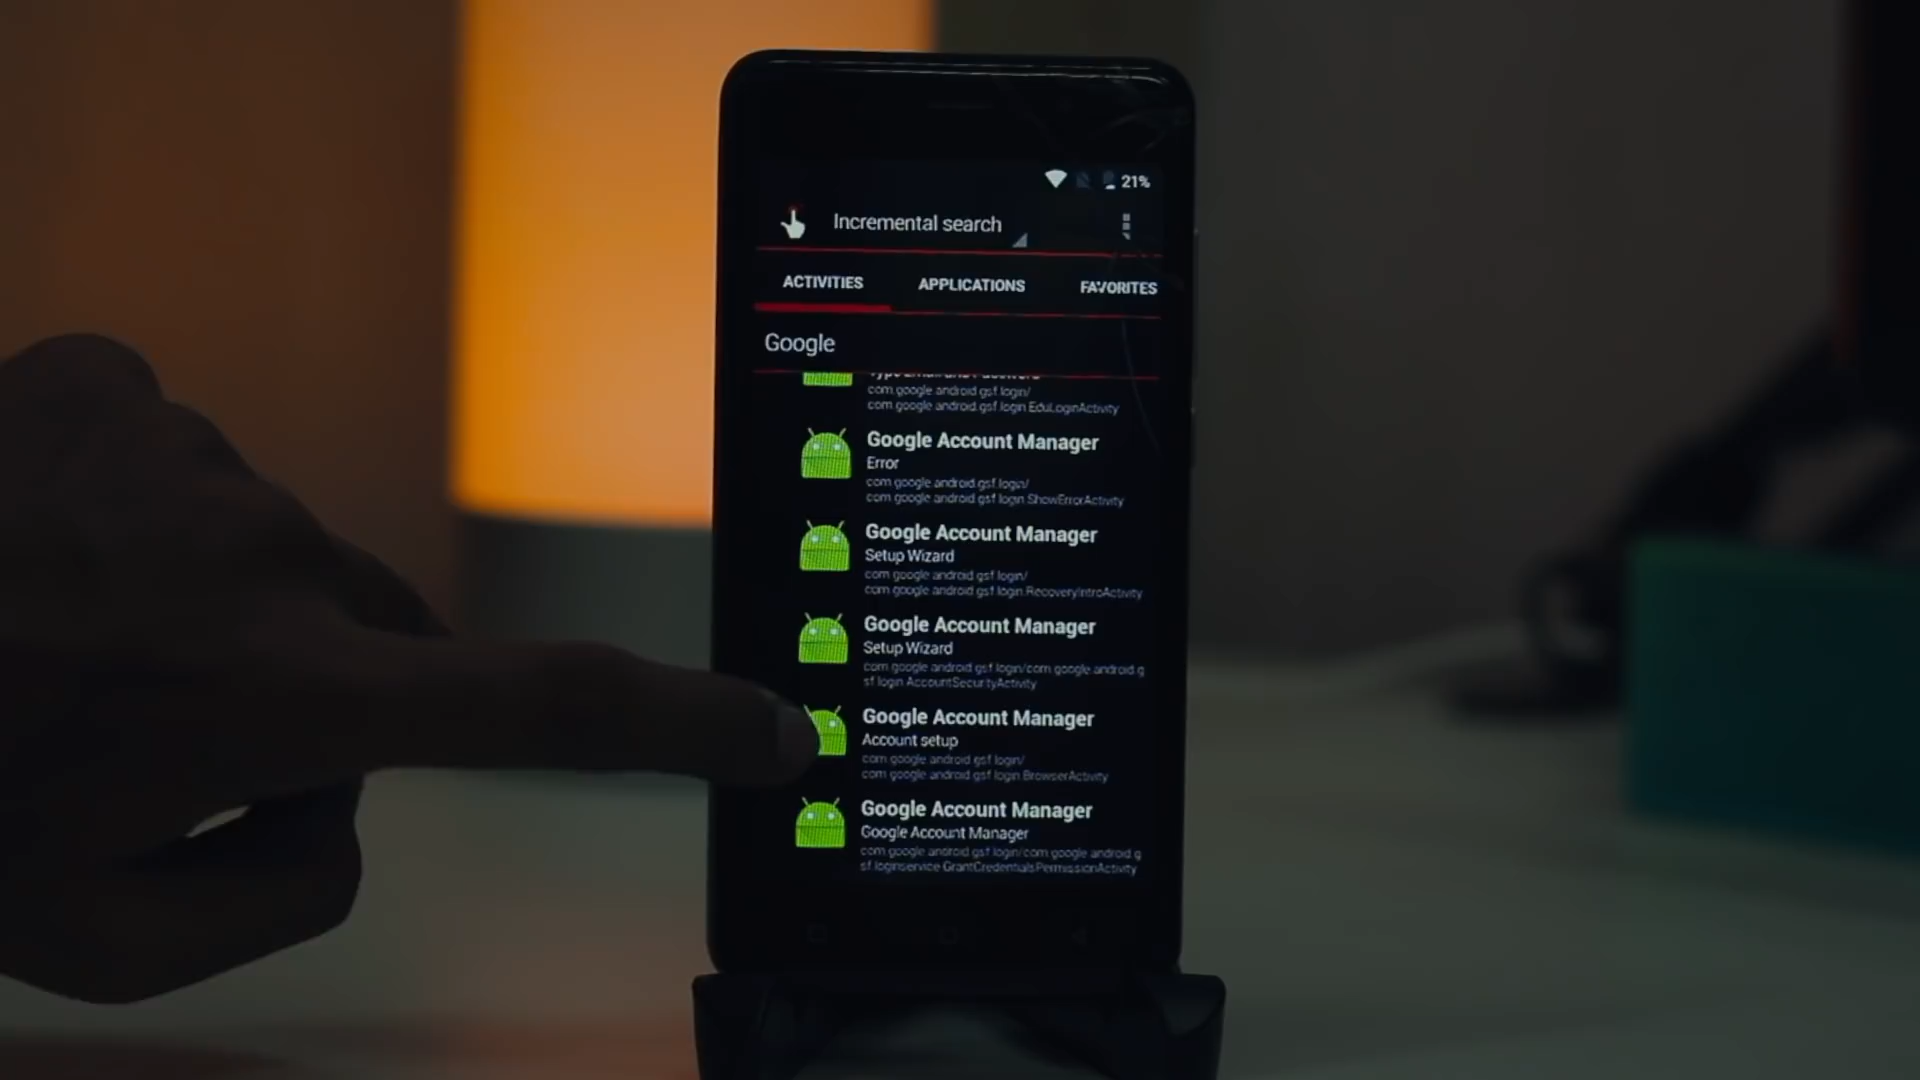 21%
Incremental search
ACTIVITIES
APPLICATIONS
FAVORITES
Google
Type Email and Password
com.google.android.gsf.login/
com.google.android.gsf.login.EduLoginActivity
Google Account Manager
Error
com.google.android.gsf.login/
com.google.android.gsf.login.ShowErrorActivity
Google Account Manager
Setup Wizard
com.google.android.gsf.login/
com.google.android.gsf.login.RecoveryIntroActivity
Google Account Manager
Setup Wizard
com.google.android.gsf.login/com.google.android.g
sf.login.AccountSecurityActivity
Google Account Manager
Account setup
com.google.android.gsf.login/
com.google.android.gsf.login.BrowserActivity
Google Account Manager
Google Account Manager
com.google.android.gsf.login/com.google.android.g
sf.loginservice.GrantCredentialsPermissionActivity